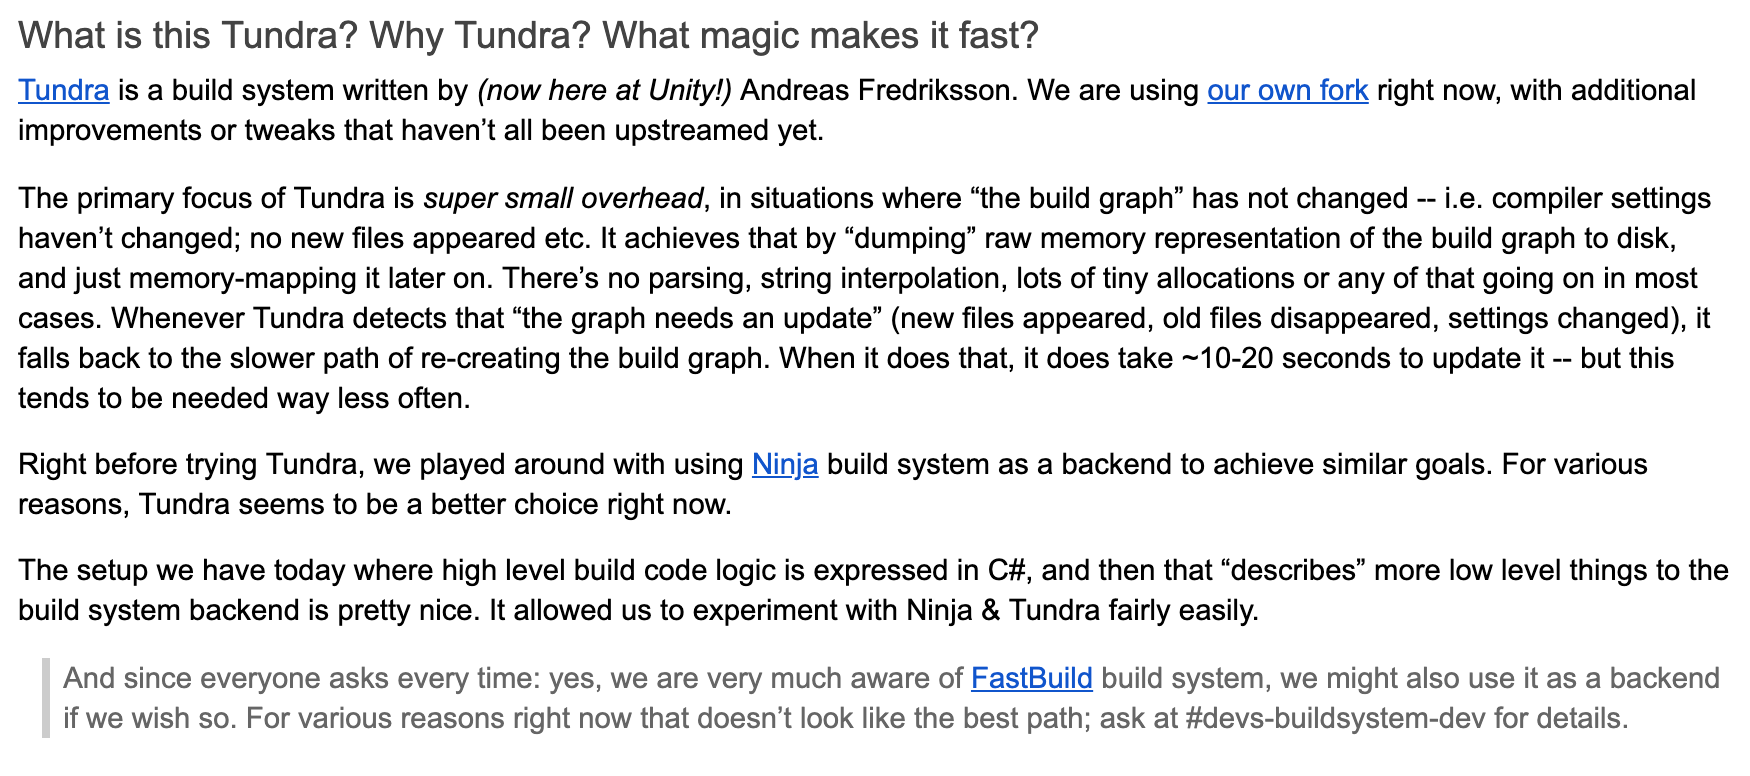 What is this Tundra? Why Tundra? What magic makes it fast?
Tundra is a build system written by (now here at Unity!) Andreas Fredriksson. We are using our own fork right now, with additional
improvements or tweaks that haven’t all been upstreamed yet.
The primary focus of Tundra is super small overhead, in situations where “the build graph” has not changed -- i.e. compiler settings
haven’t changed; no new files appeared etc. It achieves that by “dumping” raw memory representation of the build graph to disk,
and just memory-mapping it later on. There’s no parsing, string interpolation, lots of tiny allocations or any of that going on in most
cases. Whenever Tundra detects that “the graph needs an update” (new files appeared, old files disappeared, settings changed), it
falls back to the slower path of re-creating the build graph. When it does that, it does take ~10-20 seconds to update it -- but this
tends to be needed way less often.
Right before trying Tundra, we played around with using Ninja build system as a backend to achieve similar goals. For various
reasons, Tundra seems to be a better choice right now.
The setup we have today where high level build code logic is expressed in C#, and then that “describes” more low level things to the
build system backend is pretty nice. It allowed us to experiment with Ninja & Tundra fairly easily.
And since everyone asks every time: yes, we are very much aware of FastBuild build system, we might also use it as a backend
if we wish so. For various reasons right now that doesn’t look like the best path; ask at #devs-buildsystem-dev for details.